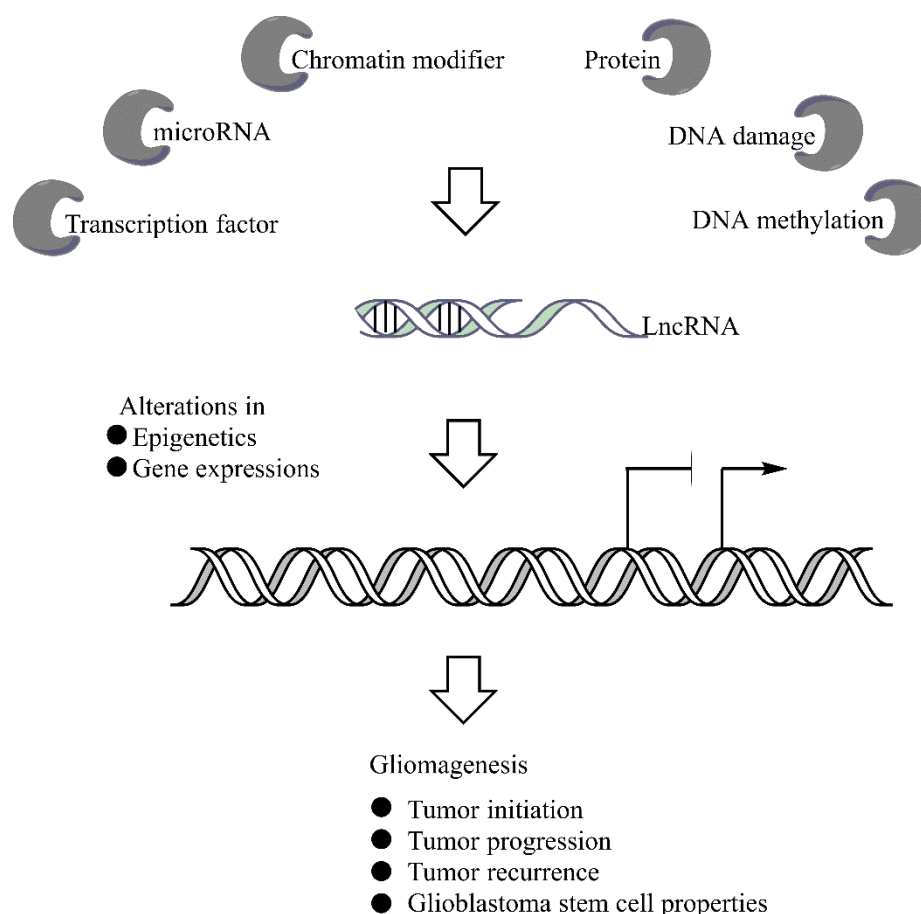 Chromatin modifier
Protein
microRNA
DNA damage
Transcription factor
DNA methylation
LncRNA
Alterations in
Epigenetics
Gene expressions
Gliomagenesis
Tumor initiation
Tumor progression
Tumor recurrence
Glioblastoma stem cell properties